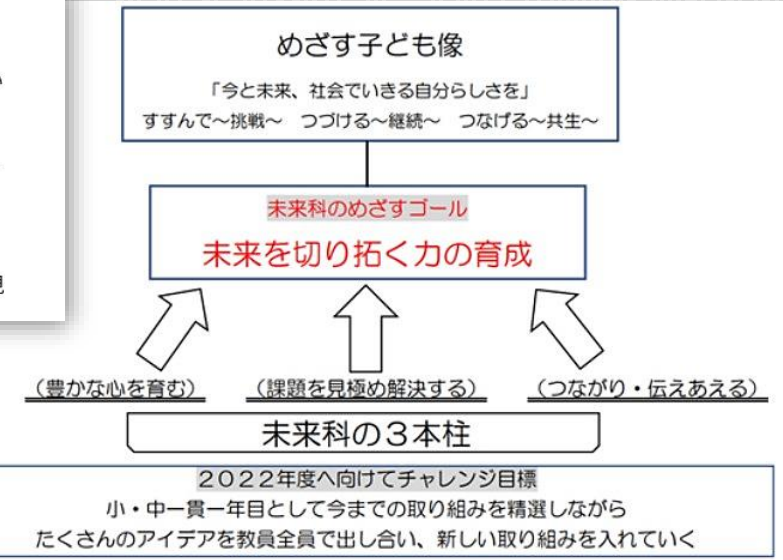 めざす子ども像
「今と未来、社会でいきる自分らしさを」
すすんで～挑戦～ つづける～継続～ つなげる～共生～
未来科のめざすゴール
未来を切り拓く力の育成
（豊かな心を育む） （課題を見極め解決する） （つながり・伝えあえる）
未来科の３本柱
２０２２年度へ向けてチャレンジ目標
小・中一貫一年目として今までの取り組みを精選しながら
たくさんのアイデアを教員全員で出し合い、新しい取り組みを入れていく